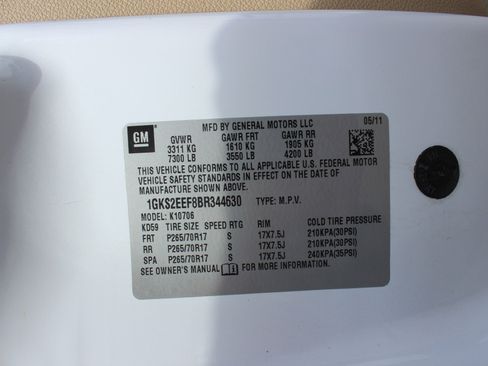 GM
MFD BY GENERAL MOTORS LLC 05/11
GVWR GAWR FRT GAWR RR
3311 KG 1610 KG 1905 KG
7300 LB 3550 LB 4200 LB
THIS VEHICLE CONFORMS TO ALL APPLICABLE U.S. FEDERAL MOTOR
VEHICLE SAFETY STANDARDS IN EFFECT ON THE DATE OF
MANUFACTURE SHOWN ABOVE.
1GKS2EEF8BR344630 TYPE: M.P.V.
MODEL: K10706
KD59 TIRE SIZE SPEED RTG RIM COLD TIRE PRESSURE
FRT P265/70R17 S 17X7.5J 210KPA(30PSI)
RR P265/70R17 S 17X7.5J 210KPA(30PSI)
SPA P265/70R17 S 17X7.5J 240KPA(35PSI)
SEE OWNER'S MANUAL FOR MORE INFORMATION.